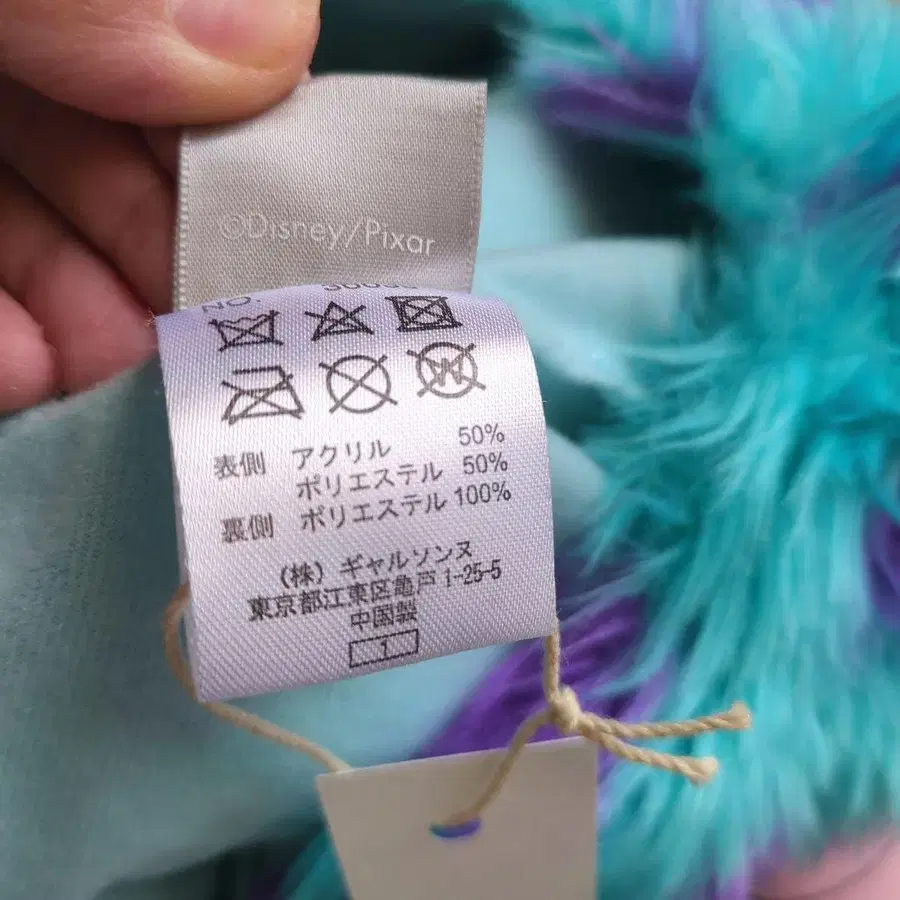 ©Disney/Pixar
NO.
W
表側 アクリル 50%
ポリエステル 50%
裏側 ポリエステル 100%
(株) ギャルソンヌ
東京都江東区亀戸 1-25-5
中国製
1